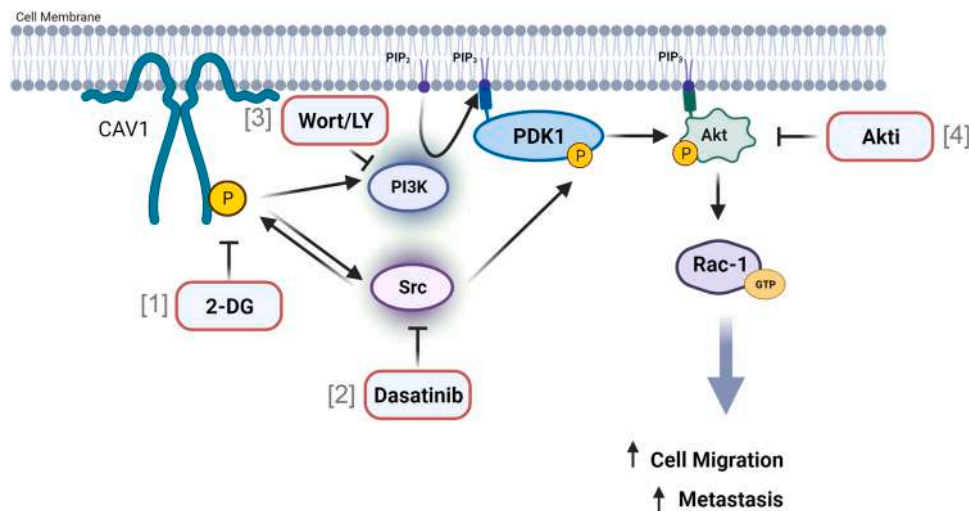 Cell Membrane
PIP₂
PIP₃
PIP₃
CAV1
[3]
Wort/LY
PDK1
P
Akt
P
Akti
[4]
PI3K
P
Rac-1
GTP
Src
[1]
2-DG
[2]
Dasatinib
Cell Migration
Metastasis